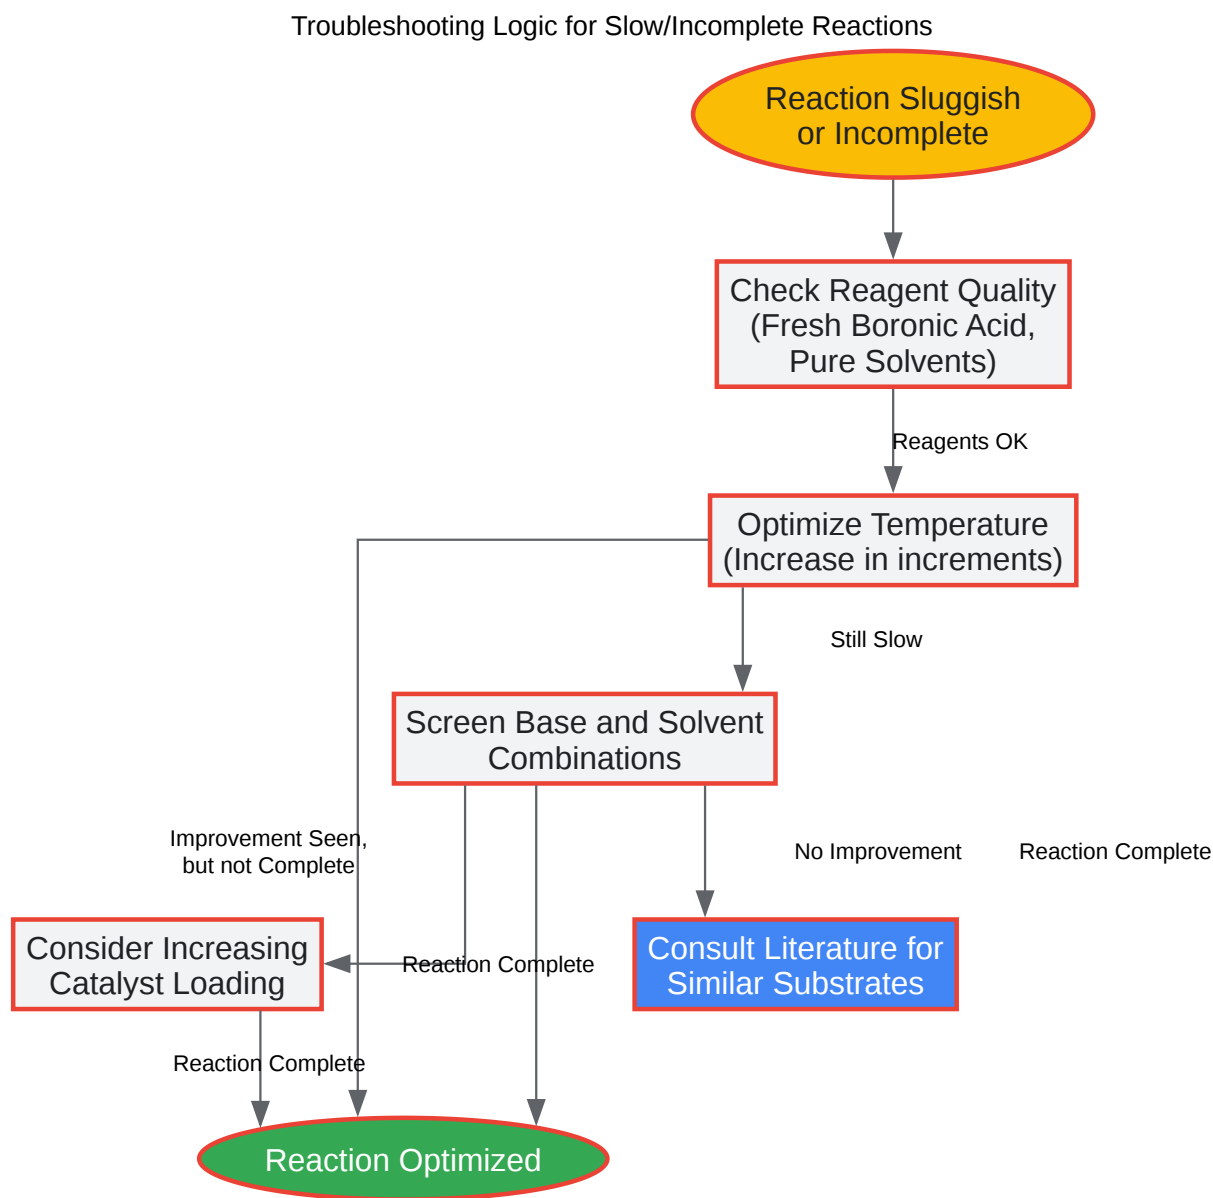 Troubleshooting Logic for Slow/Incomplete Reactions
Reaction Sluggish
or Incomplete
Check Reagent Quality
(Fresh Boronic Acid,
Pure Solvents)
Reagents OK
Optimize Temperature
(Increase in increments)
Still Slow
Screen Base and Solvent
Combinations
Improvement Seen,
but not Complete
No Improvement
Reaction Complete
Consider Increasing
Catalyst Loading
Reaction Complete
Consult Literature for
Similar Substrates
Reaction Complete
Reaction Optimized